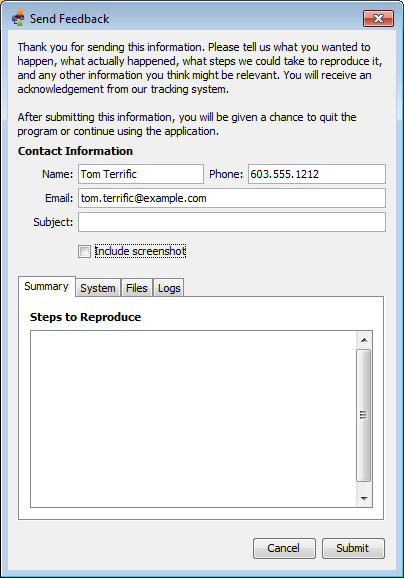 Send Feedback
Thank you for sending this information. Please tell us what you wanted to
happen, what actually happened, what steps we could take to reproduce it,
and any other information you think might be relevant. You will receive an
acknowledgement from our tracking system.
After submitting this information, you will be given a chance to quit the
program or continue using the application.
Contact Information
Name: Tom Terrific Phone: 603.555.1212
Email: tom.terrific@example.com
Subject:
Include screenshot
Summary System Files Logs
Steps to Reproduce
Cancel Submit